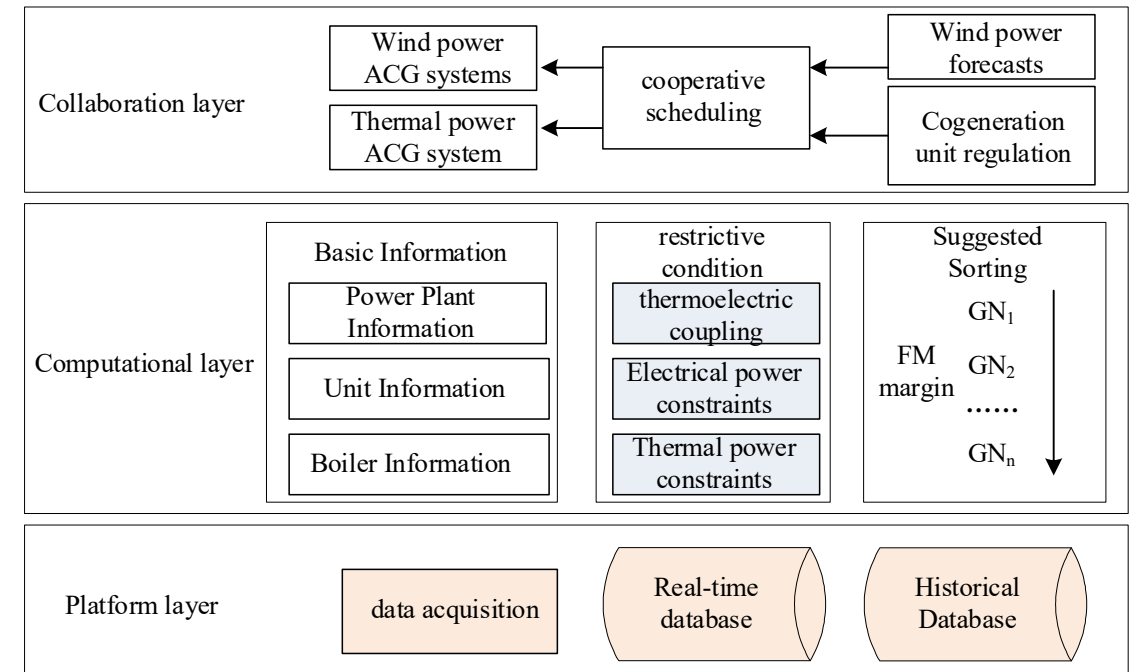 Collaboration layer
Wind power
ACG systems
Thermal power
ACG system
cooperative
scheduling
Wind power
forecasts
Cogeneration
unit regulation
Computational layer
Basic Information
Power Plant
Information
Unit Information
Boiler Information
restrictive
condition
thermoelectric
coupling
Electrical power
constraints
Thermal power
constraints
Suggested
Sorting
FM
margin
GN₁
GN₂
......
GNₙ
Platform layer
data acquisition
Real-time
database
Historical
Database